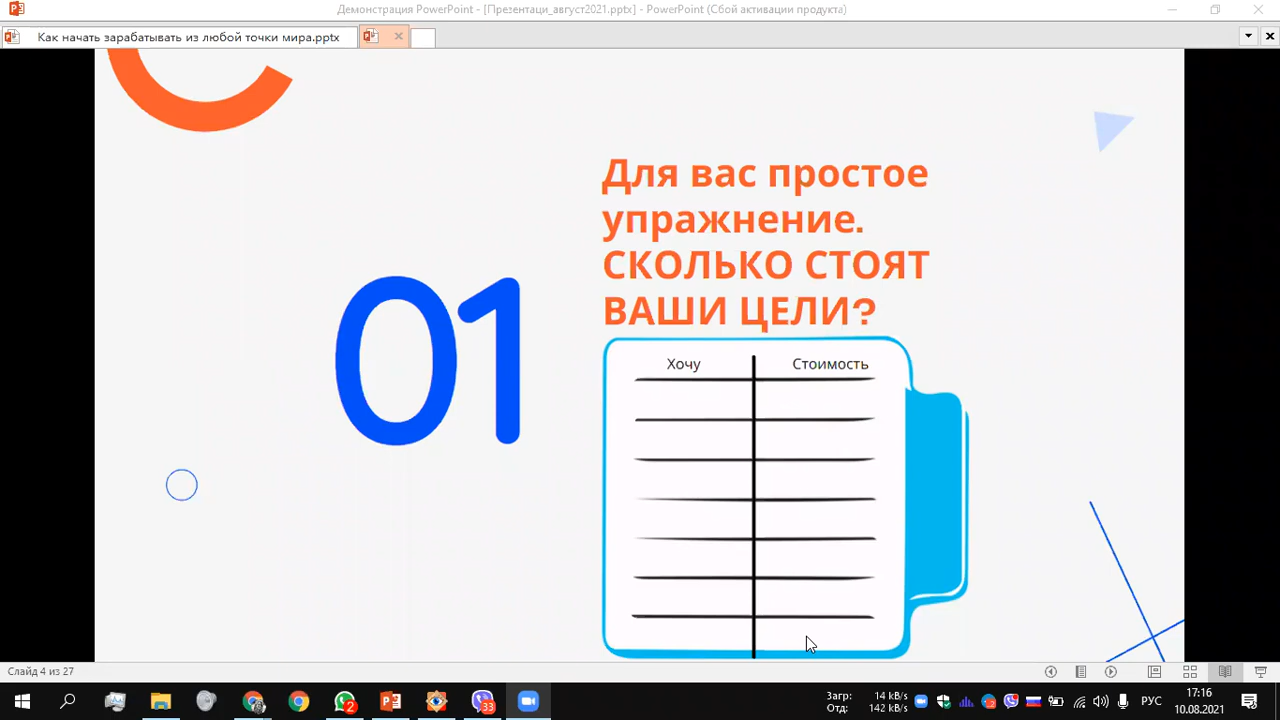 Демонстрация PowerPoint - [Презентаци_август2021.pptx] - PowerPoint (Сбой активации продукта)
Как начать зарабатывать из любой точки мира.pptx
Для вас простое
упражнение.
СКОЛЬКО СТОЯТ
ВАШИ ЦЕЛИ?
01
Хочу Стоимость
Слайд 4 из 27
2
33
Загр: 14 kB/s
Отд: 142 kB/s
РУС
17:16
10.08.2021